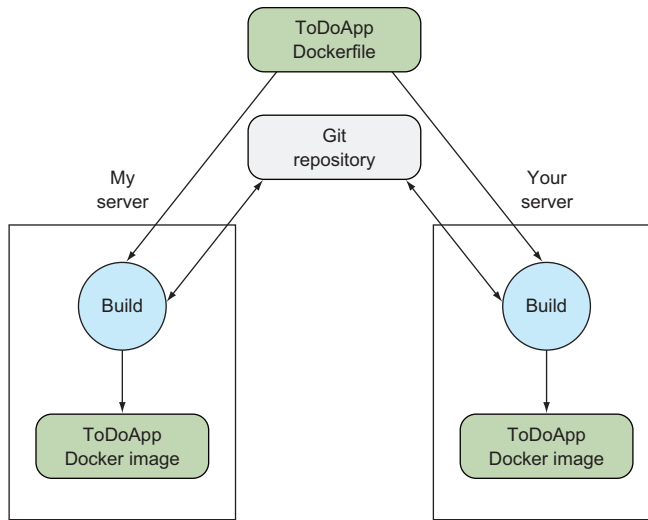 ToDoApp
Dockerfile
Git
repository
My
server
Your
server
Build
Build
ToDoApp
Docker image
ToDoApp
Docker image